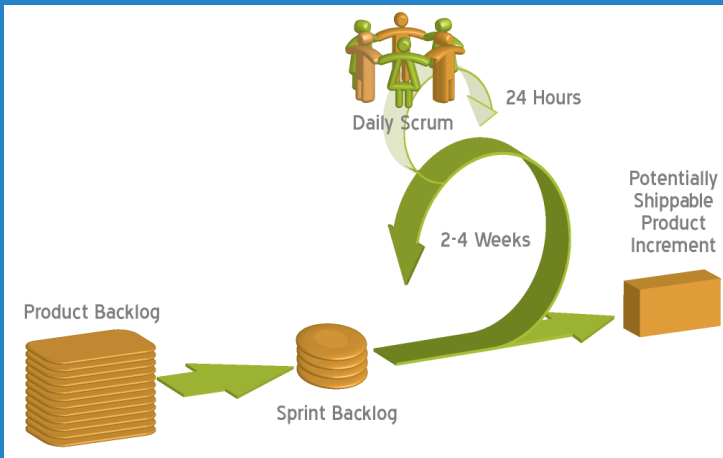 24 Hours
Daily Scrum
Potentially
Shippable
Product
Increment
2-4 Weeks
Product Backlog
Sprint Backlog